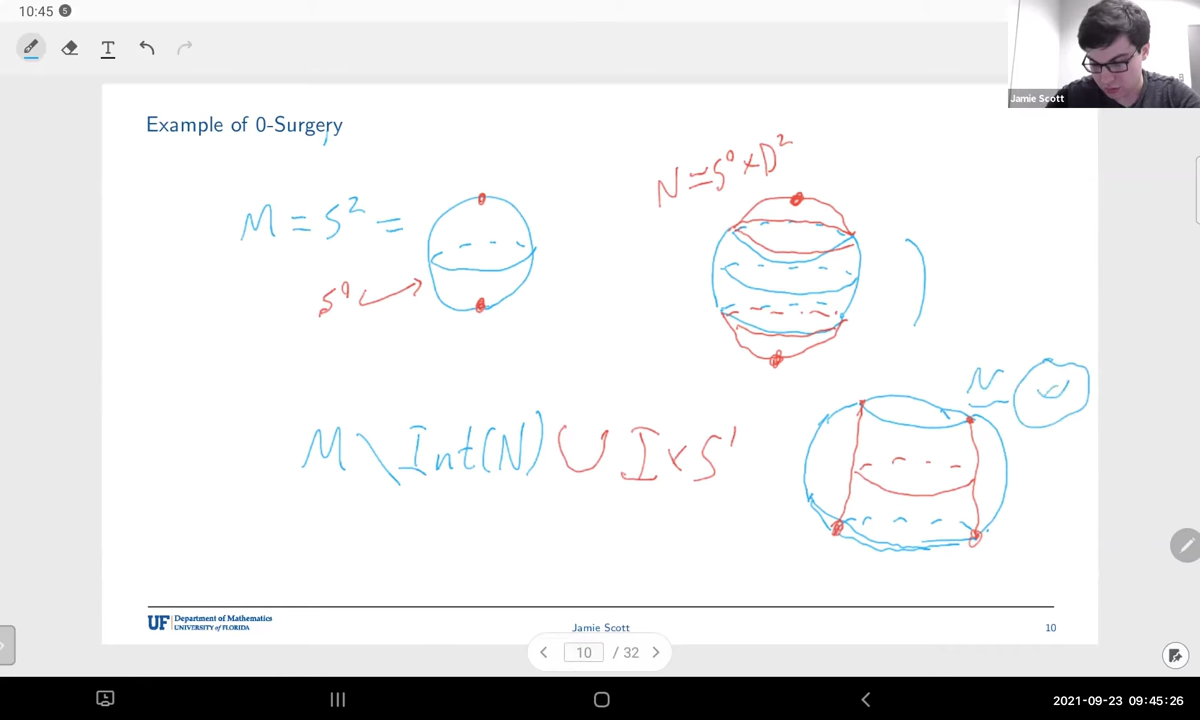 10:45 5
T
Jamie Scott
Example of 0-Surgery
M = S² =
S⁰
N ≃ S⁰ × D²
N
M \ Int(N) ∪ I × S¹
UF Department of Mathematics
UNIVERSITY of FLORIDA
Jamie Scott
10
10 / 32
2021-09-23 09:45:26